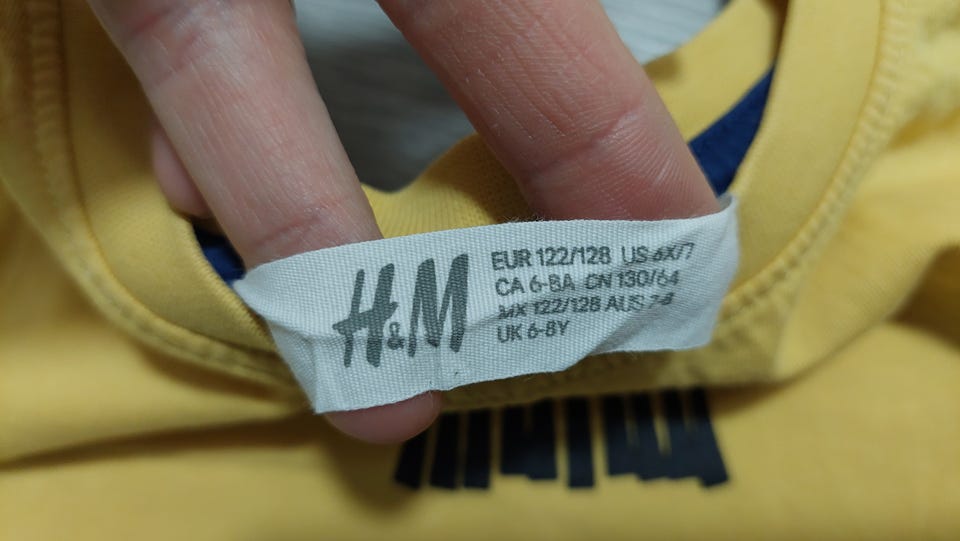 H&M
EUR 122/128 US 6X/7
CA 6-8A CN 130/64
MX 122/128 AUS
UK 6-8Y